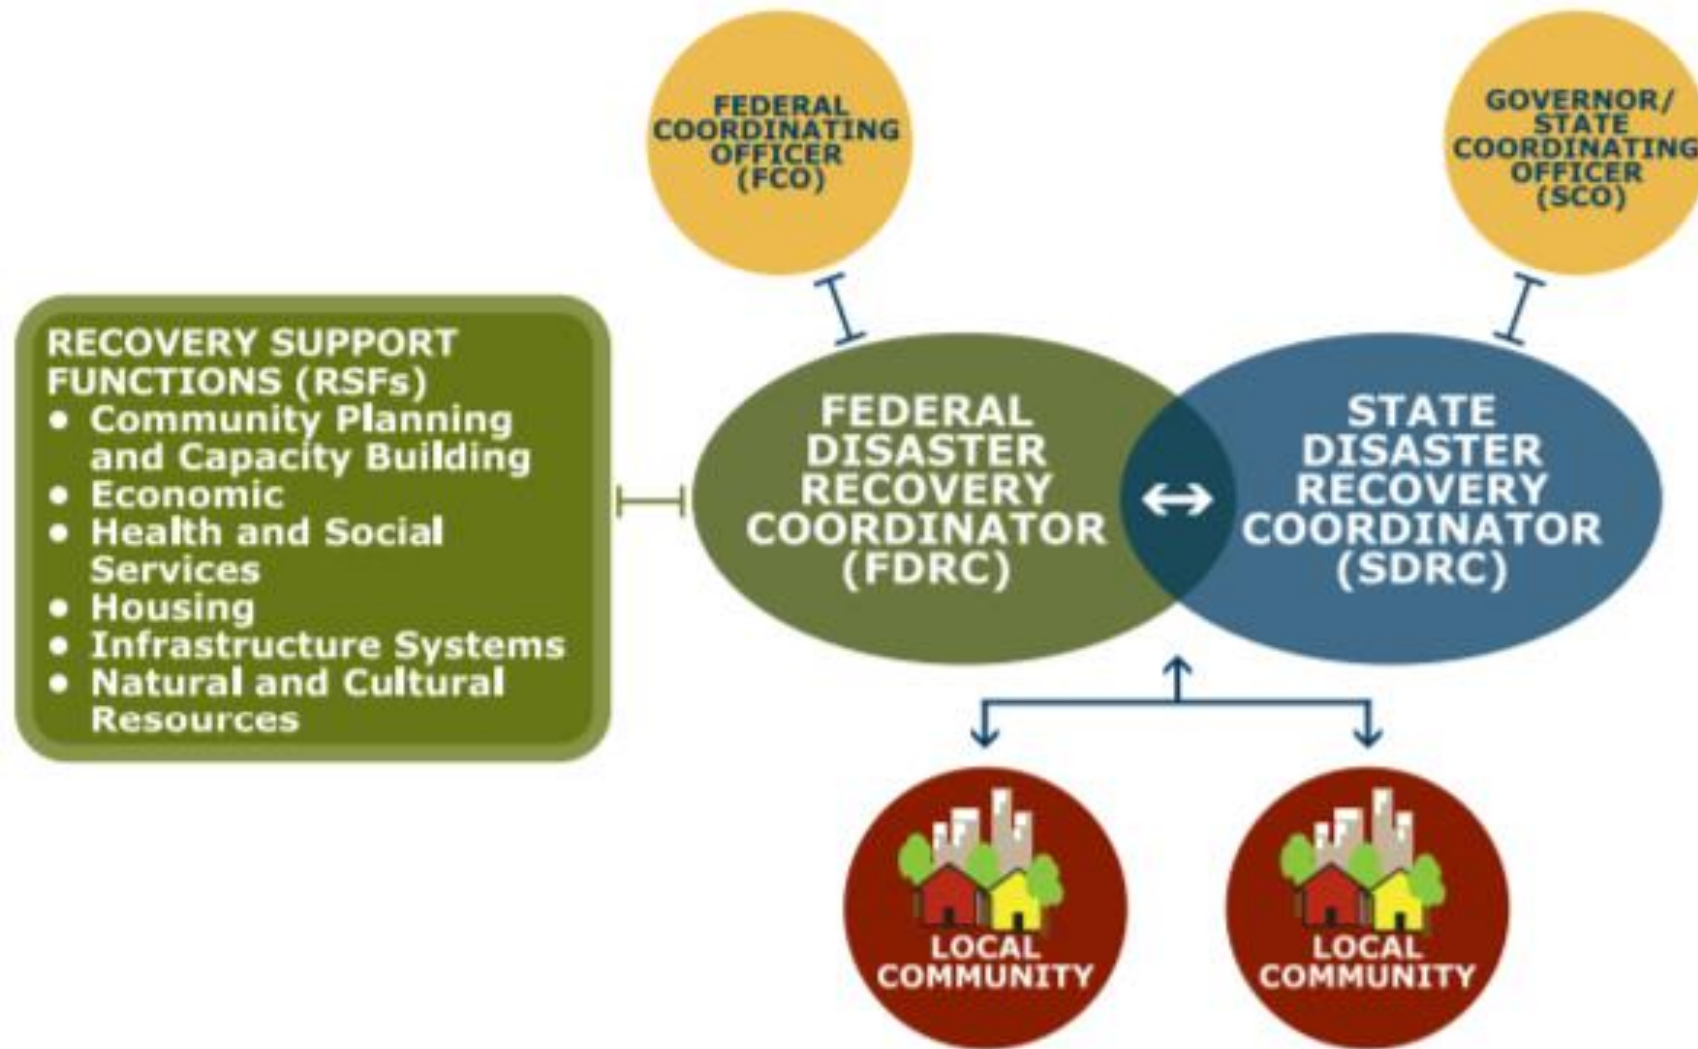 FEDERAL
COORDINATING
OFFICER
(FCO)
GOVERNOR/
STATE
COORDINATING
OFFICER
(SCO)
RECOVERY SUPPORT
FUNCTIONS (RSFs)
● Community Planning
and Capacity Building
● Economic
● Health and Social
Services
● Housing
● Infrastructure Systems
● Natural and Cultural
Resources
FEDERAL
DISASTER
RECOVERY
COORDINATOR
(FDRC)
STATE
DISASTER
RECOVERY
COORDINATOR
(SDRC)
LOCAL
COMMUNITY
LOCAL
COMMUNITY